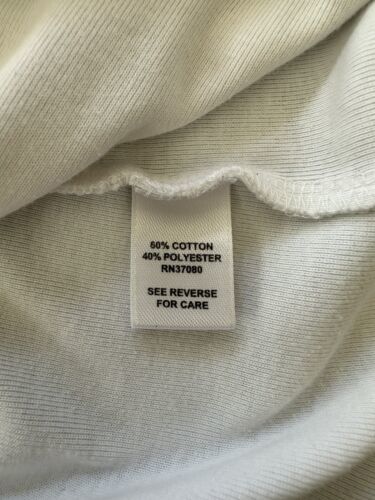 60% COTTON
40% POLYESTER
RN37080
SEE REVERSE
FOR CARE